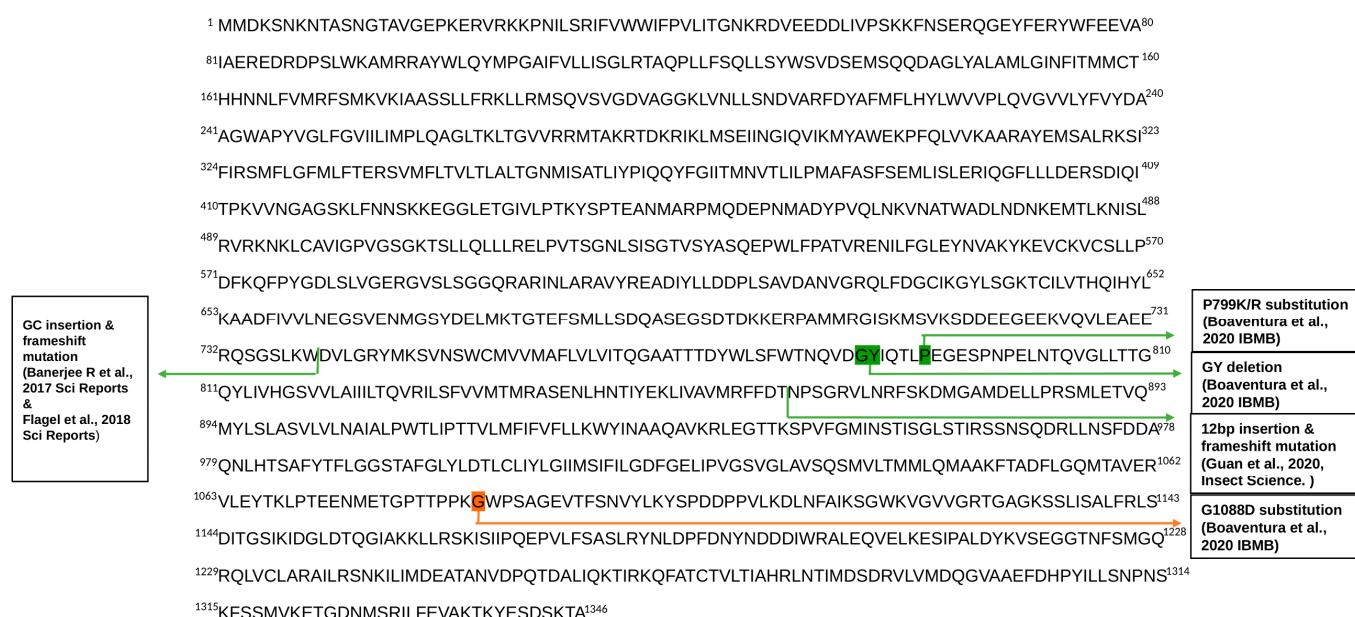 1 MMDKSNKNTASNGTAVGEPKERVRKKPNILSRIFVWWIFPVLITGNKRDVEEDDLIVPSKKFNSERQGEYFERYWFEEVA80
81IAEREDRDPSLWKAMRRAYWLQYMPGAIFVLLISGLRTAQPLLFSQLLSYWSVDSEMSQQDAGLYALAMLGINFITMMCT 160
161HHNNLFVMRFSMKVKIAASSLLFRKLLRMSQVSVGDVAGGKLVNLLSNDVARFDYAFMFLHYLWVVPLQVGVVLYFVYDA240
241AGWAPYVGLFGVIILIMPLQAGLTKLTGVVRRMTAKRTDKRIKLMSEIINGIQVIKMYAWEKPFQLVVKAARAYEMSALRKSI323
324FIRSMFLGFMLFTERSVMFLTVLTLALTGNMISATLIYPIQQYFGIITMNVTLILPMAFASFSEMLISLERIQGFLLLDERSDIQI409
410TPKVVNGAGSKLFNNSKKEGGLETGIVLPTKYSPTEANMARPMQDEPNMADYPVQLNKVNATWADLNDNKEMTLKNISL488
489RVRKNKLCAVIGPVGSGKTSLLQLLLRELPVTSGNLSISGTVSYASQEPWLFPATVRENILFGLEYNVAKYKEVCKVCSLLP570
571DFKQFPYGDLSLVGERGVSLSGGQRARINLARAVYREADIYLLDDPLSAVDANVGRQLFDGCIKGYLSGKTCILVTHQIHYL652
653KAADFIVVLNEGSVENMGSYDELMKTGTEFSMLLSDQASEGSDTDKKERPAMMRGISKMSVKSDDEEGEEKVQVLEAEE731
732RQSGSLKWDVLGRYMKSVNSWCMVVMAFLVLVITQGAATTTDYWLSFWTNQVDGYIQTLPEGESPNPELNTQVGLLTTG810
811QYLIVHGSVVLAIIILTQVRILSFVVMTMRASENLHNTIYEKLIVAVMRFFDTNPSGRVLNRFSKDMGAMDELLPRSMLETVQ893
894MYLSLASVLVLNAIALPWTLIPTTVLMFIFVFLLKWYINAAQAVKRLEGTTKSPVFGMINSTISGLSTIRSSNSQDRLLNSFDDA978
979QNLHTSAFYTFLGGSTAFGLYLDTLCLIYLGIIMSIFILGDFGELIPVGSVGLAVSQSMVLTMMLQMAAKFTADFLGQMTAVER1062
1063VLEYTKLPTEENMETGPTTPPKGWPSAGEVTFSNVYLKYSPDDPPVLKDLNFAIKSGWKVGVVGRTGAGKSSLISALFRLS1143
1144DITGSIKIDGLDTQGIAKKLLRSKISIIPQEPVLFSASLRYNLDPFDNYNDDDIWRALEQVELKESIPALDYKVSEGGTNFSMGQ1228
1229RQLVCLARAILRSNKILIMDEATANVDPQTDALIQKTIRKQFATCTVLTIAHRLNTIMDSDRVLVMDQGVAAEFDHPYILLSNPNS1314
1315KFSSMVKETGDNMSRILFEVAKTKYESDSKTA1346
GC insertion &
frameshift
mutation
(Banerjee R et al.,
2017 Sci Reports
&
Flagel et al., 2018
Sci Reports)
P799K/R substitution
(Boaventura et al.,
2020 IBMB)
GY deletion
(Boaventura et al.,
2020 IBMB)
12bp insertion &
frameshift mutation
(Guan et al., 2020,
Insect Science. )
G1088D substitution
(Boaventura et al.,
2020 IBMB)